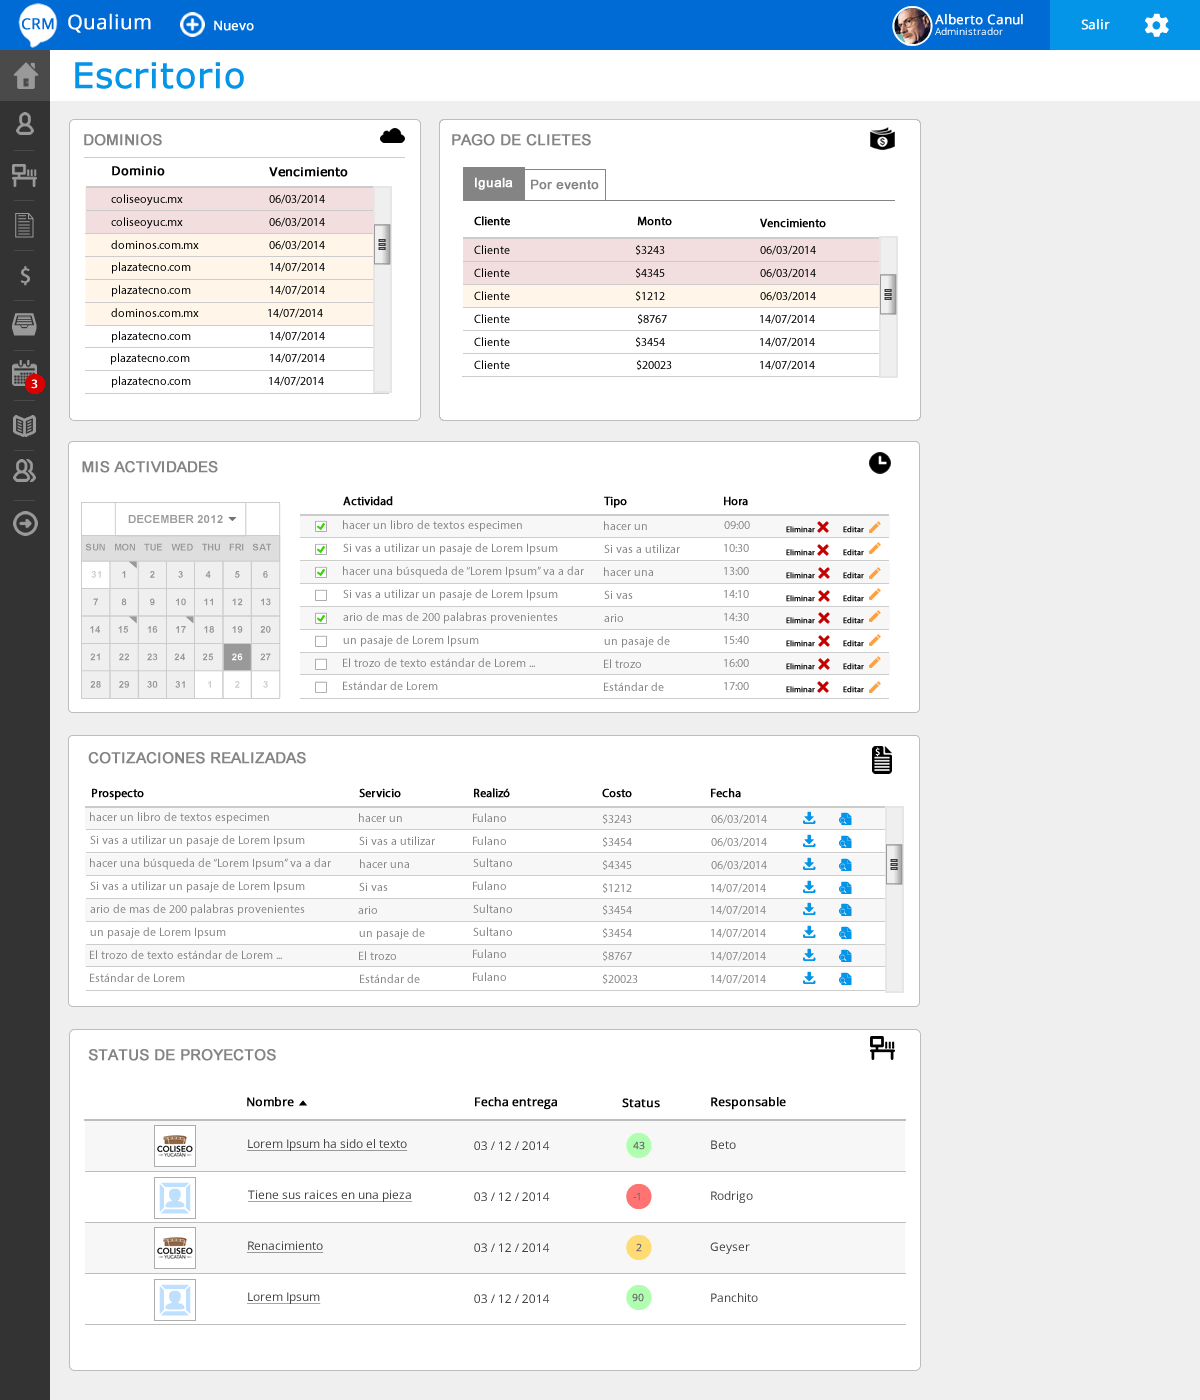 CRM Qualium Nuevo Alberto Canul Salir
Administrador
Escritorio
3
DOMINIOS
Dominio Vencimiento
coliseoyuc.mx 06/03/2014
coliseoyuc.mx 06/03/2014
dominos.com.mx 06/03/2014
plazatecno.com 14/07/2014
plazatecno.com 14/07/2014
dominos.com.mx 14/07/2014
plazatecno.com 14/07/2014
plazatecno.com 14/07/2014
plazatecno.com 14/07/2014
PAGO DE CLIETES
Iguala Por evento
Cliente Monto Vencimiento
Cliente $3243 06/03/2014
Cliente $4345 06/03/2014
Cliente $1212 06/03/2014
Cliente $8767 14/07/2014
Cliente $3454 14/07/2014
Cliente $20023 14/07/2014
MIS ACTIVIDADES
DECEMBER 2012
SUN MON TUE WED THU FRI SAT
31 1 2 3 4 5 6
7 8 9 10 11 12 13
14 15 16 17 18 19 20
21 22 23 24 25 26 27
28 29 30 31 1 2 3
Actividad Tipo Hora
hacer un libro de textos especimen hacer un 09:00 Eliminar Editar
Si vas a utilizar un pasaje de Lorem Ipsum Si vas a utilizar 10:30 Eliminar Editar
hacer una búsqueda de “Lorem Ipsum” va a dar hacer una 13:00 Eliminar Editar
Si vas a utilizar un pasaje de Lorem Ipsum Si vas 14:10 Eliminar Editar
ario de mas de 200 palabras provenientes ario 14:30 Eliminar Editar
un pasaje de Lorem Ipsum un pasaje de 15:40 Eliminar Editar
El trozo de texto estándar de Lorem ... El trozo 16:00 Eliminar Editar
Estándar de Lorem Estándar de 17:00 Eliminar Editar
COTIZACIONES REALIZADAS
Prospecto Servicio Realizó Costo Fecha
hacer un libro de textos especimen hacer un Fulano $3243 06/03/2014
Si vas a utilizar un pasaje de Lorem Ipsum Si vas a utilizar Fulano $3454 06/03/2014
hacer una búsqueda de “Lorem Ipsum” va a dar hacer una Sultano $4345 06/03/2014
Si vas a utilizar un pasaje de Lorem Ipsum Si vas Fulano $1212 14/07/2014
ario de mas de 200 palabras provenientes ario Sultano $3454 14/07/2014
un pasaje de Lorem Ipsum un pasaje de Sultano $3454 14/07/2014
El trozo de texto estándar de Lorem ... El trozo Fulano $8767 14/07/2014
Estándar de Lorem Estándar de Fulano $20023 14/07/2014
STATUS DE PROYECTOS
Nombre Fecha entrega Status Responsable
COLISEO YUCATAN Lorem Ipsum ha sido el texto 03 / 12 / 2014 43 Beto
Tiene sus raices en una pieza 03 / 12 / 2014 -1 Rodrigo
COLISEO YUCATAN Renacimiento 03 / 12 / 2014 2 Geyser
Lorem Ipsum 03 / 12 / 2014 90 Panchito